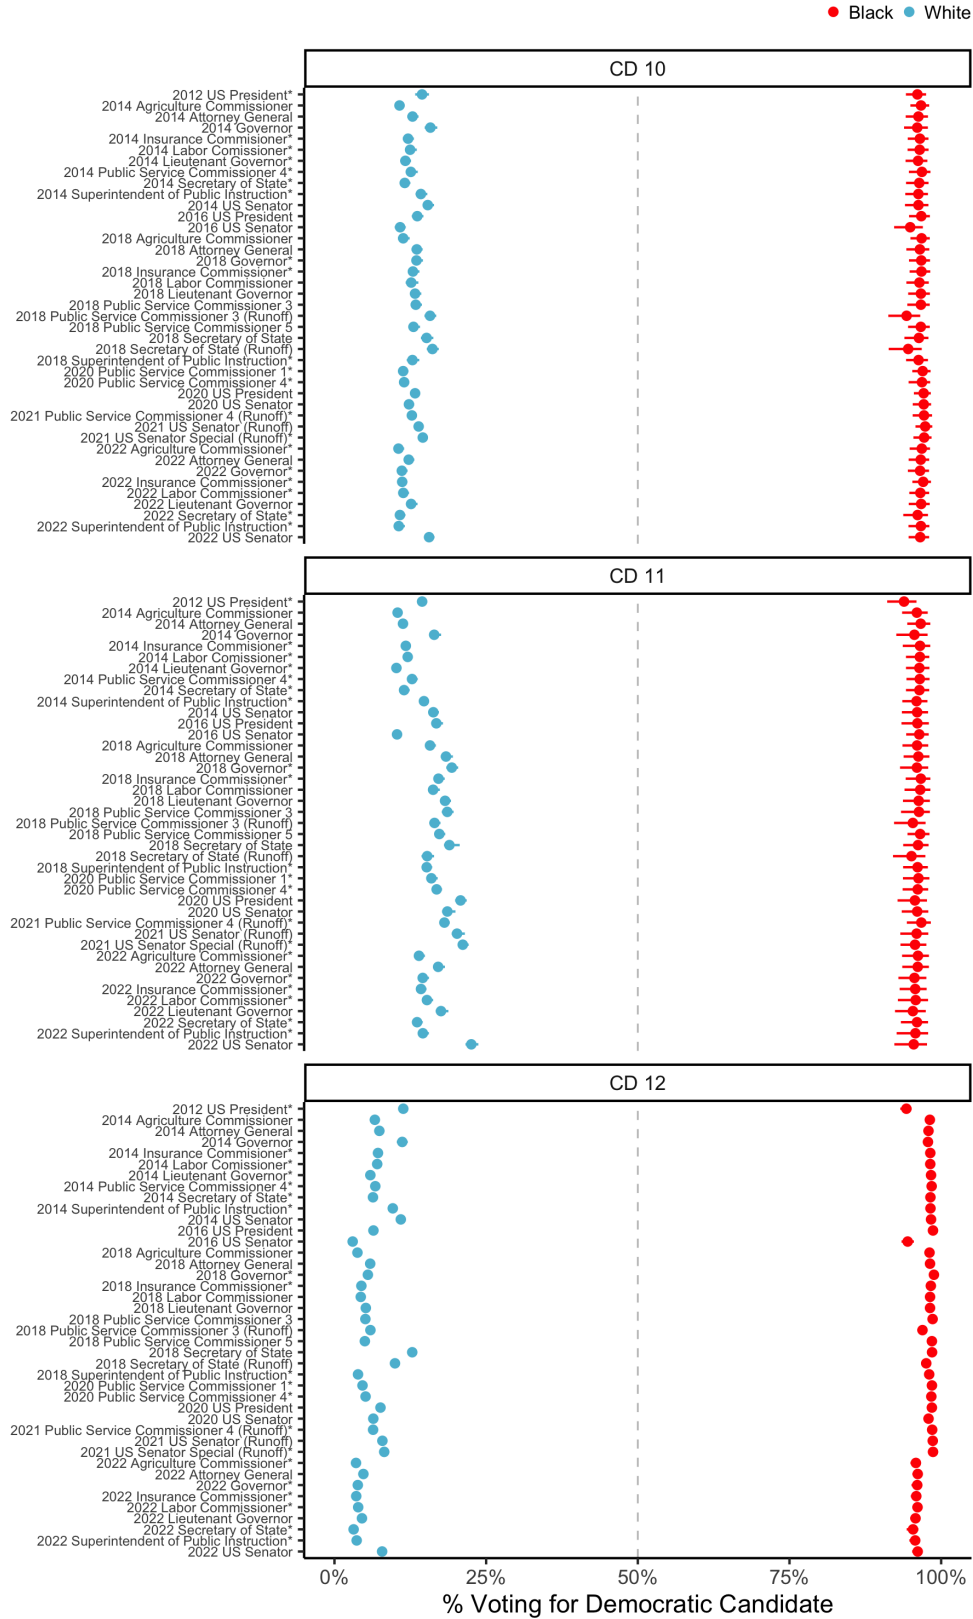 Black White
CD 10
2012 US President*
2014 Agriculture Commissioner
2014 Attorney General
2014 Governor
2014 Insurance Commisioner*
2014 Labor Comissioner*
2014 Lieutenant Governor*
2014 Public Service Commissioner 4*
2014 Secretary of State*
2014 Superintendent of Public Instruction*
2014 US Senator
2016 US President
2016 US Senator
2018 Agriculture Commissioner
2018 Attorney General
2018 Governor*
2018 Insurance Commissioner*
2018 Labor Commissioner
2018 Lieutenant Governor
2018 Public Service Commissioner 3
2018 Public Service Commissioner 3 (Runoff)
2018 Public Service Commissioner 5
2018 Secretary of State
2018 Secretary of State (Runoff)
2018 Superintendent of Public Instruction*
2020 Public Service Commissioner 1*
2020 Public Service Commissioner 4*
2020 US President
2020 US Senator
2021 Public Service Commissioner 4 (Runoff)*
2021 US Senator (Runoff)
2021 US Senator Special (Runoff)*
2022 Agriculture Commissioner*
2022 Attorney General
2022 Governor*
2022 Insurance Commissioner*
2022 Labor Commissioner*
2022 Lieutenant Governor
2022 Secretary of State*
2022 Superintendent of Public Instruction*
2022 US Senator
CD 11
2012 US President*
2014 Agriculture Commissioner
2014 Attorney General
2014 Governor
2014 Insurance Commisioner*
2014 Labor Comissioner*
2014 Lieutenant Governor*
2014 Public Service Commissioner 4*
2014 Secretary of State*
2014 Superintendent of Public Instruction*
2014 US Senator
2016 US President
2016 US Senator
2018 Agriculture Commissioner
2018 Attorney General
2018 Governor*
2018 Insurance Commissioner*
2018 Labor Commissioner
2018 Lieutenant Governor
2018 Public Service Commissioner 3
2018 Public Service Commissioner 3 (Runoff)
2018 Public Service Commissioner 5
2018 Secretary of State
2018 Secretary of State (Runoff)
2018 Superintendent of Public Instruction*
2020 Public Service Commissioner 1*
2020 Public Service Commissioner 4*
2020 US President
2020 US Senator
2021 Public Service Commissioner 4 (Runoff)*
2021 US Senator (Runoff)
2021 US Senator Special (Runoff)*
2022 Agriculture Commissioner*
2022 Attorney General
2022 Governor*
2022 Insurance Commissioner*
2022 Labor Commissioner*
2022 Lieutenant Governor
2022 Secretary of State*
2022 Superintendent of Public Instruction*
2022 US Senator
CD 12
2012 US President*
2014 Agriculture Commissioner
2014 Attorney General
2014 Governor
2014 Insurance Commisioner*
2014 Labor Comissioner*
2014 Lieutenant Governor*
2014 Public Service Commissioner 4*
2014 Secretary of State*
2014 Superintendent of Public Instruction*
2014 US Senator
2016 US President
2016 US Senator
2018 Agriculture Commissioner
2018 Attorney General
2018 Governor*
2018 Insurance Commissioner*
2018 Labor Commissioner
2018 Lieutenant Governor
2018 Public Service Commissioner 3
2018 Public Service Commissioner 3 (Runoff)
2018 Public Service Commissioner 5
2018 Secretary of State
2018 Secretary of State (Runoff)
2018 Superintendent of Public Instruction*
2020 Public Service Commissioner 1*
2020 Public Service Commissioner 4*
2020 US President
2020 US Senator
2021 Public Service Commissioner 4 (Runoff)*
2021 US Senator (Runoff)
2021 US Senator Special (Runoff)*
2022 Agriculture Commissioner*
2022 Attorney General
2022 Governor*
2022 Insurance Commissioner*
2022 Labor Commissioner*
2022 Lieutenant Governor
2022 Secretary of State*
2022 Superintendent of Public Instruction*
2022 US Senator
0% 25% 50% 75% 100%
% Voting for Democratic Candidate